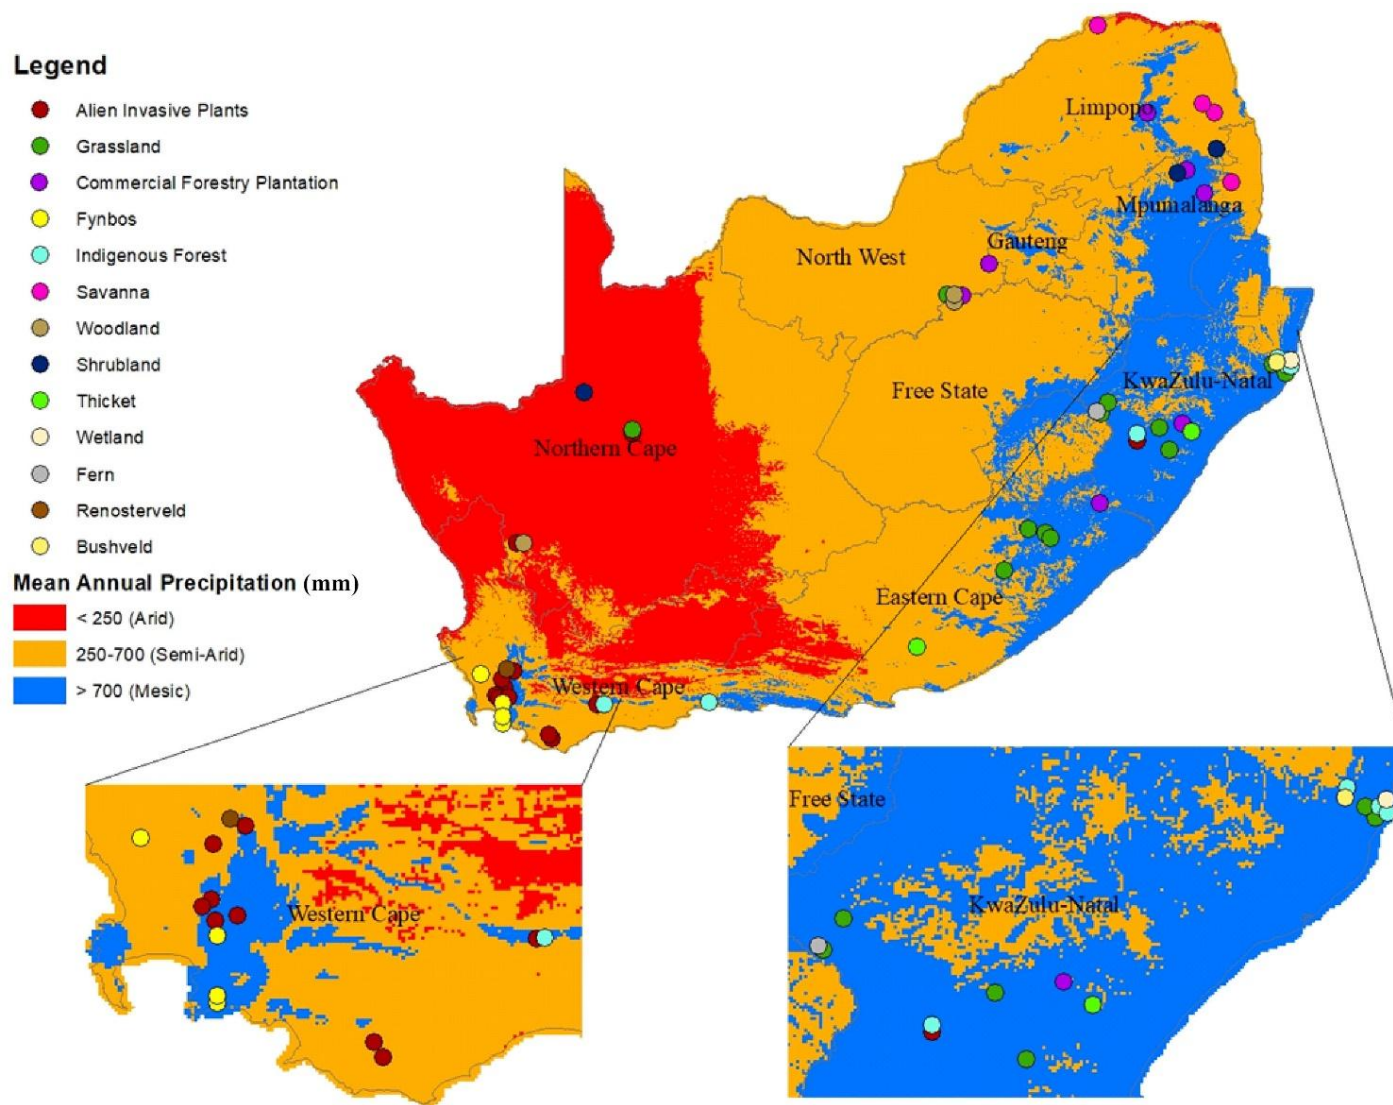 Legend
Alien Invasive Plants
Grassland
Commercial Forestry Plantation
Fynbos
Indigenous Forest
Savanna
Woodland
Shrubland
Thicket
Wetland
Fern
Renosterveld
Bushveld
Mean Annual Precipitation (mm)
< 250 (Arid)
250-700 (Semi-Arid)
> 700 (Mesic)
Limpopo
Mpumalanga
Gauteng
North West
Free State
KwaZulu-Natal
Northern Cape
Eastern Cape
Western Cape
Western Cape
Free State
KwaZulu-Natal